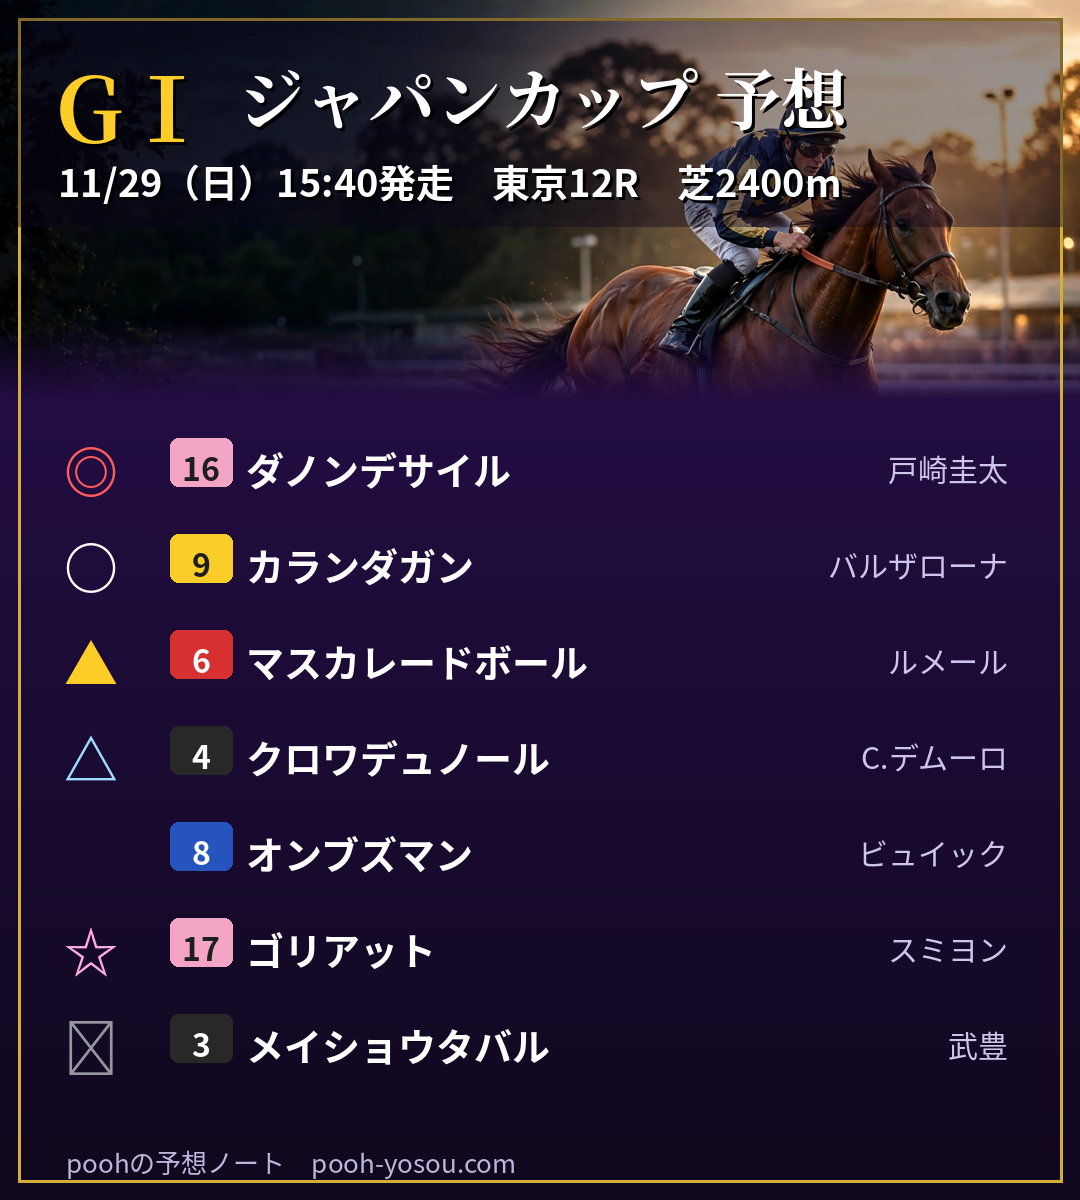 GⅠ ジャパンカップ 予想
11/29（日）15:40発走　東京12R　芝2400m
◎ 16 ダノンデサイル 戸崎圭太
○ 9 カランダガン バルザローナ
▲ 6 マスカレードボール ルメール
△ 4 クロワデュノール C.デムーロ
8 オンブズマン ビュイック
☆ 17 ゴリアット スミヨン
3 メイショウタバル 武豊
poohの予想ノート　pooh-yosou.com